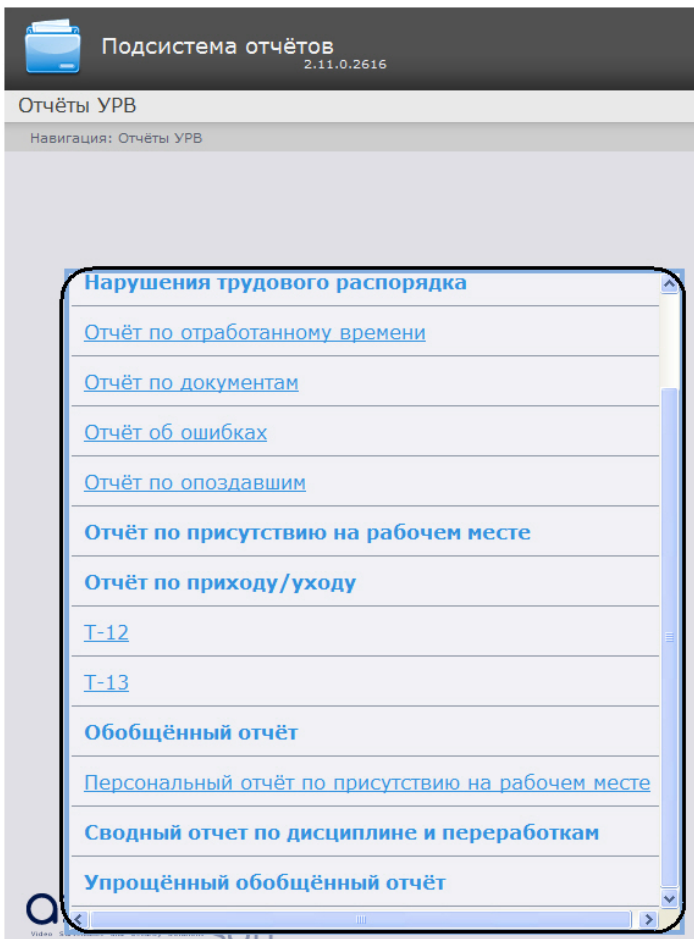 Подсистема отчётов
2.11.0.2616
Отчёты УРВ
Навигация: Отчёты УРВ
Нарушения трудового распорядка
Отчёт по отработанному времени
Отчёт по документам
Отчёт об ошибках
Отчёт по опоздавшим
Отчёт по присутствию на рабочем месте
Отчёт по приходу/уходу
Т-12
Т-13
Обобщённый отчёт
Персональный отчёт по присутствию на рабочем месте
Сводный отчет по дисциплине и переработкам
Упрощённый обобщённый отчёт